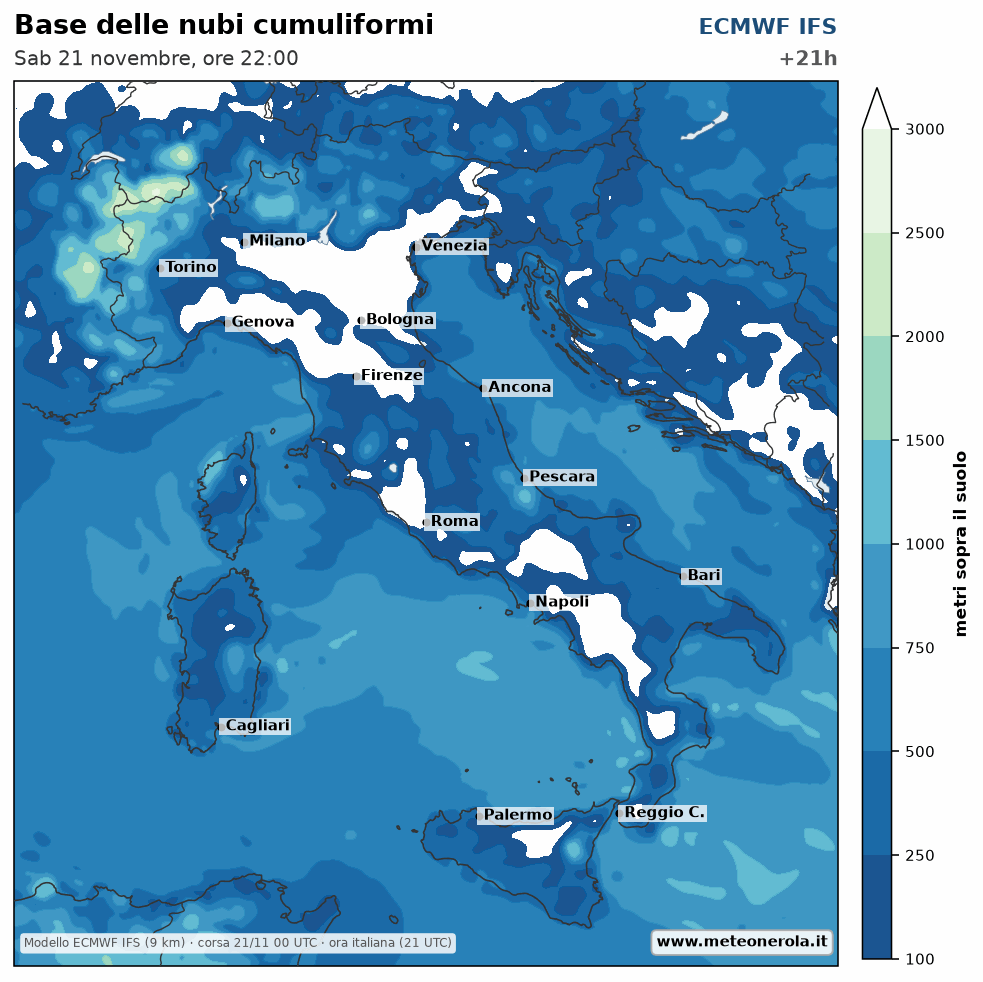 Base delle nubi cumuliformi
ECMWF IFS
Sab 21 novembre, ore 22:00
+21h
Milano
Venezia
Torino
Bologna
Genova
Firenze
Ancona
Pescara
Roma
Bari
Napoli
Cagliari
Palermo
Reggio C.
3000
2500
2000
1500
1000
750
500
250
100
metri sopra il suolo
Modello ECMWF IFS (9 km) · corsa 21/11 00 UTC · ora italiana (21 UTC)
www.meteonerola.it